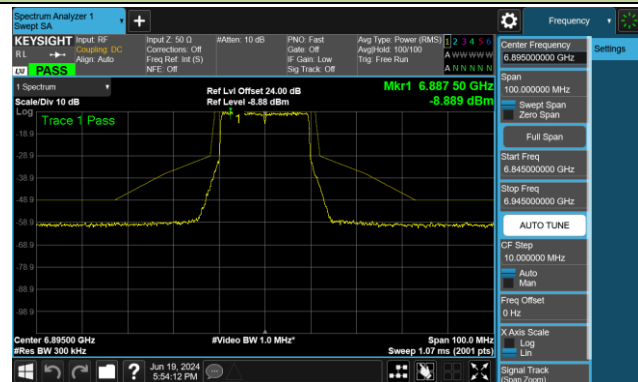 Spectrum Analyzer 1
Swept SA
Frequency
KEYSIGHT
RL
LXI
PASS
Input: RF
Coupling: DC
Align: Auto
Input Z: 50 Ω
Corrections: Off
Freq Ref: Int (S)
NFE: Off
#Atten: 10 dB
PNO: Fast
Gate: Off
IF Gain: Low
Sig Track: Off
Avg Type: Power (RMS)
Avg|Hold: 100/100
Trig: Free Run
1 2 3 4 5 6
A W W W W W
A N N N N N
1 Spectrum
Scale/Div 10 dB
Ref Lvl Offset 24.00 dB
Ref Level -8.88 dBm
Mkr1 6.887 50 GHz
-8.889 dBm
Log
Trace 1 Pass
1
-18.9
-28.9
-38.9
-48.9
-58.9
-68.9
-78.9
-88.9
-98.9
Center 6.89500 GHz
#Res BW 300 kHz
#Video BW 1.0 MHz*
Span 100.0 MHz
Sweep 1.07 ms (2001 pts)
Jun 19, 2024
5:54:12 PM
Center Frequency
6.895000000 GHz
Settings
Span
100.000000 MHz
Swept Span
Zero Span
Full Span
Start Freq
6.845000000 GHz
Stop Freq
6.945000000 GHz
AUTO TUNE
CF Step
10.000000 MHz
Auto
Man
Freq Offset
0 Hz
X Axis Scale
Log
Lin
Signal Track
(Span Zoom)